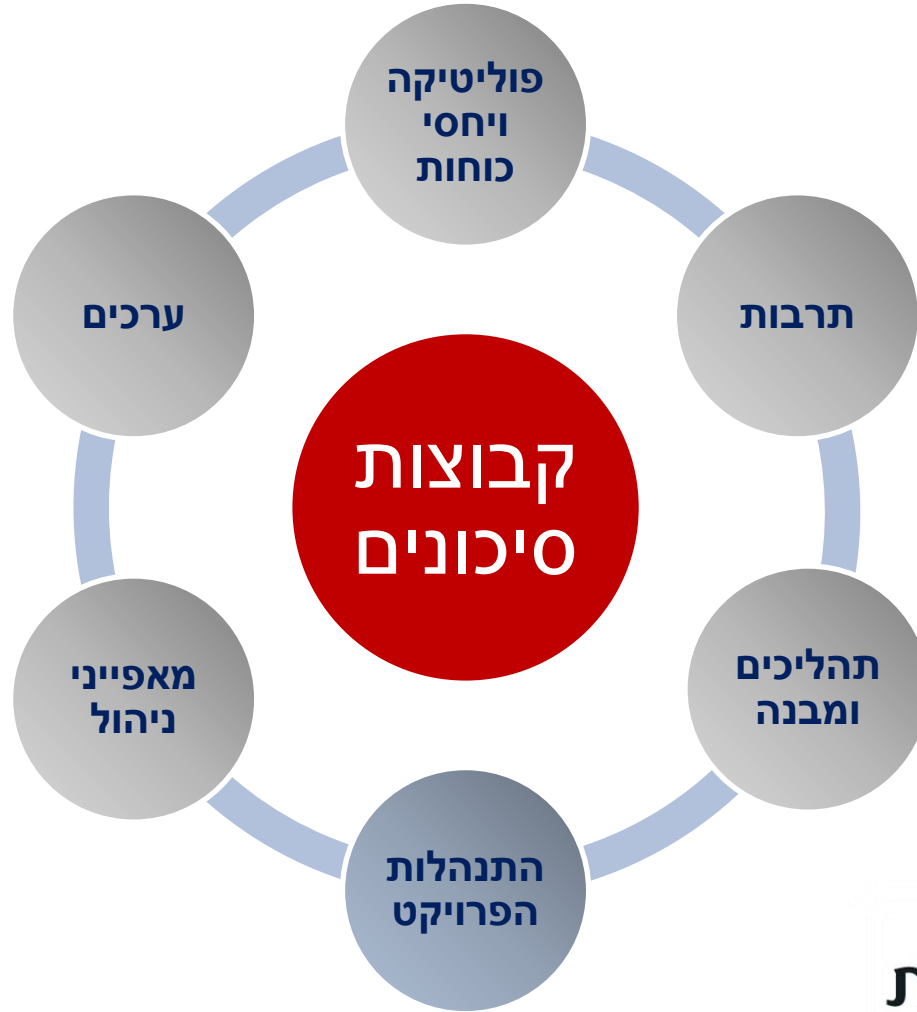 פוליטיקה
ויחסי
כוחות
תרבות
תהליכים
ומבנה
התנהלות
הפרויקט
מאפייני
ניהול
ערכים
קבוצות
סיכונים